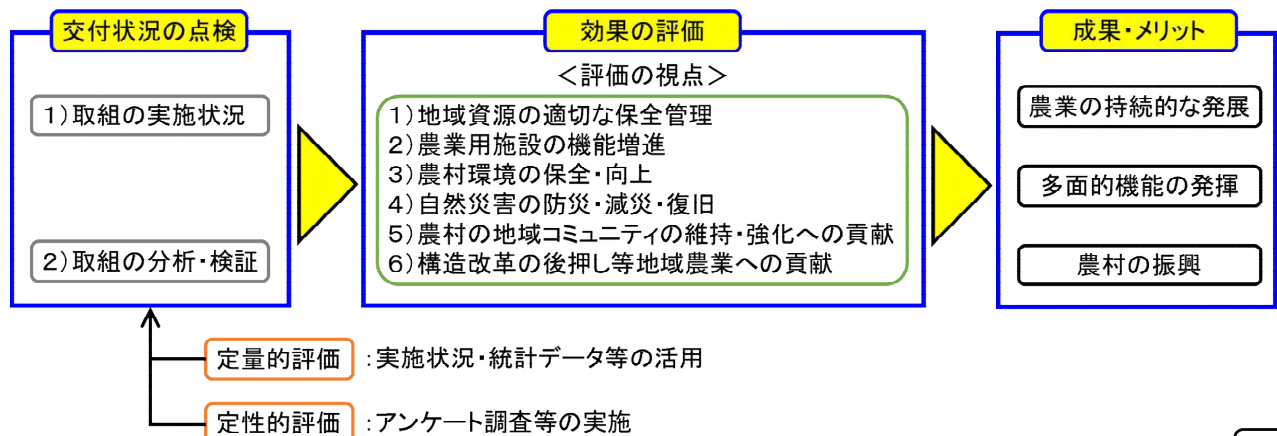 交付状況の点検
1)取組の実施状況
2)取組の分析・検証
効果の評価
<評価の視点>
1)地域資源の適切な保全管理
2)農業用施設の機能増進
3)農村環境の保全・向上
4)自然災害の防災・減災・復旧
5)農村の地域コミュニティの維持・強化への貢献
6)構造改革の後押し等地域農業への貢献
成果・メリット
農業の持続的な発展
多面的機能の発揮
農村の振興
定量的評価:実施状況・統計データ等の活用
定性的評価:アンケート調査等の実施